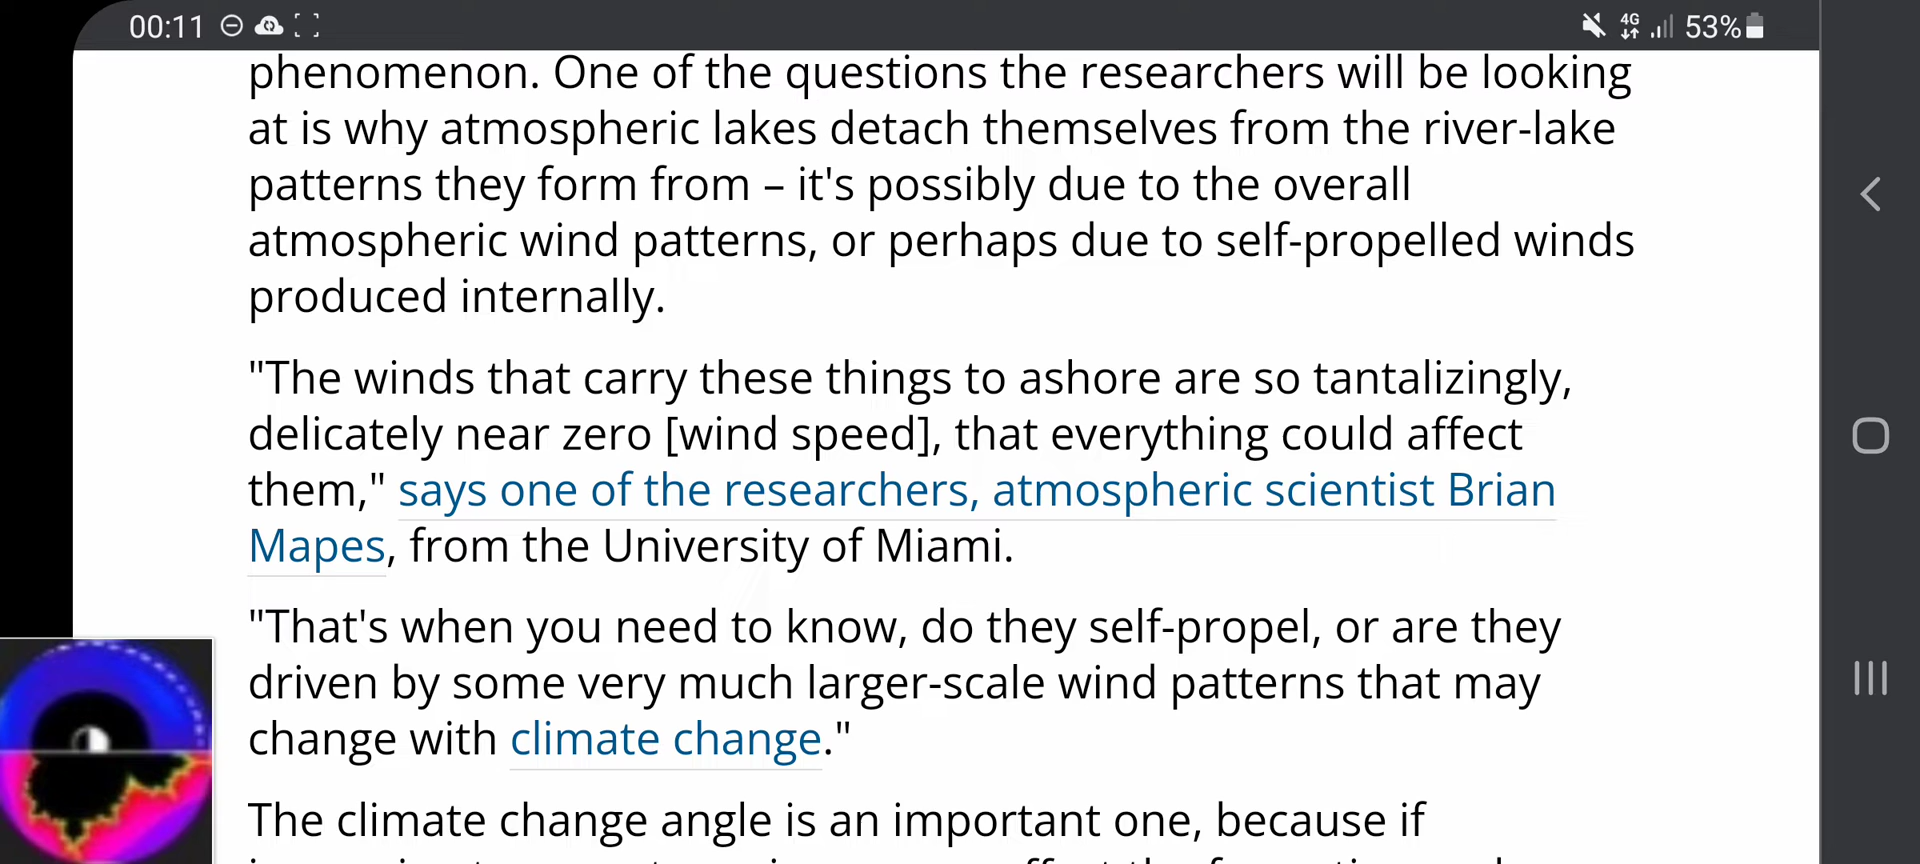 00:11
4G
53%
phenomenon. One of the questions the researchers will be looking
at is why atmospheric lakes detach themselves from the river-lake
patterns they form from – it's possibly due to the overall
atmospheric wind patterns, or perhaps due to self-propelled winds
produced internally.
"The winds that carry these things to ashore are so tantalizingly,
delicately near zero [wind speed], that everything could affect
them," says one of the researchers, atmospheric scientist Brian
Mapes, from the University of Miami.
"That's when you need to know, do they self-propel, or are they
driven by some very much larger-scale wind patterns that may
change with climate change."
The climate change angle is an important one, because if